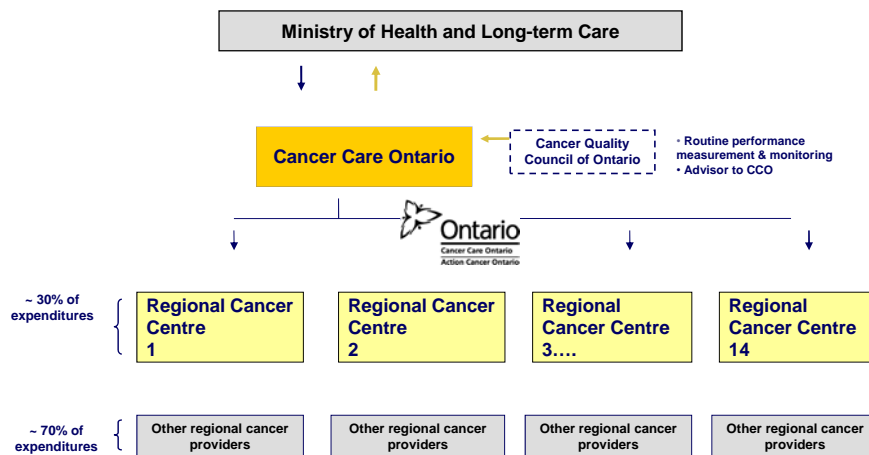 Ministry of Health and Long-term Care
Cancer Care Ontario
Cancer Quality
Council of Ontario
• Routine performance
measurement & monitoring
• Advisor to CCO
Ontario
Cancer Care Ontario
Action Cancer Ontario
~ 30% of
expenditures
Regional Cancer
Centre
1
Regional Cancer
Centre
2
Regional
Cancer Centre
3....
Regional
Cancer Centre
14
~ 70% of
expenditures
Other regional cancer
providers
Other regional cancer
providers
Other regional cancer
providers
Other regional cancer
providers